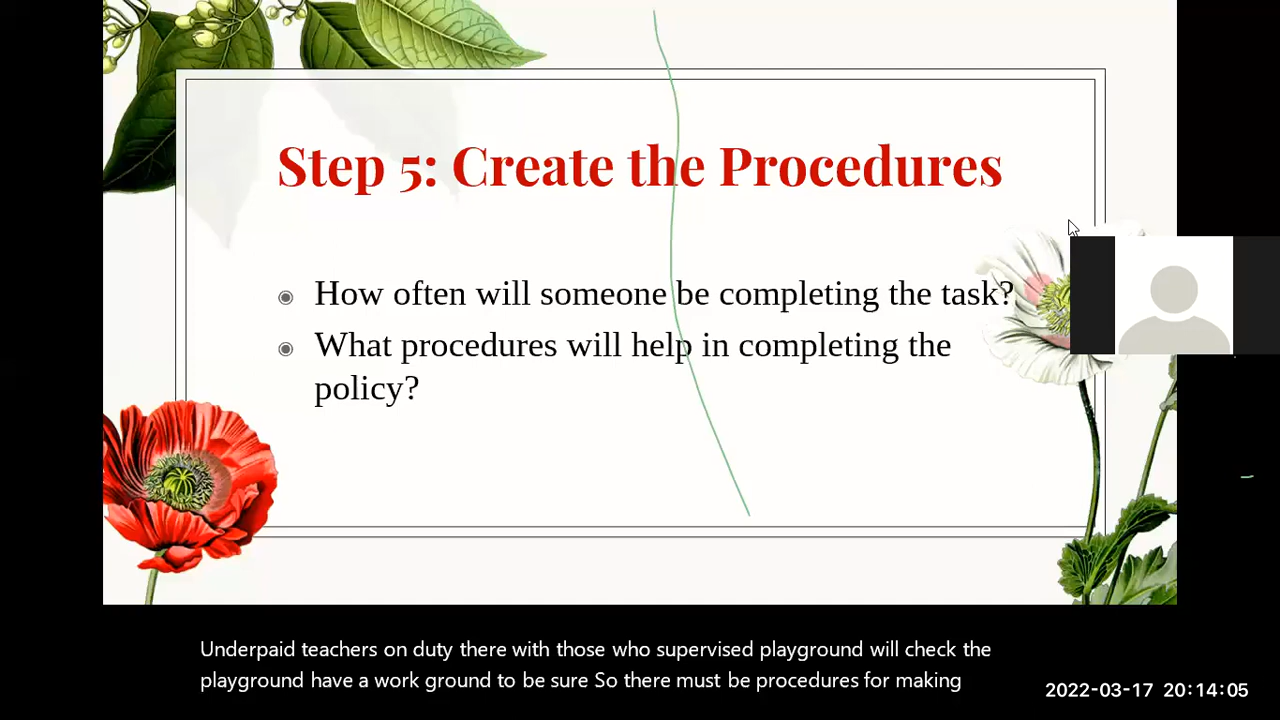 Step 5: Create the Procedures
How often will someone be completing the task?
What procedures will help in completing the
policy?
Underpaid teachers on duty there with those who supervised playground will check the
playground have a work ground to be sure So there must be procedures for making
2022-03-17 20:14:05